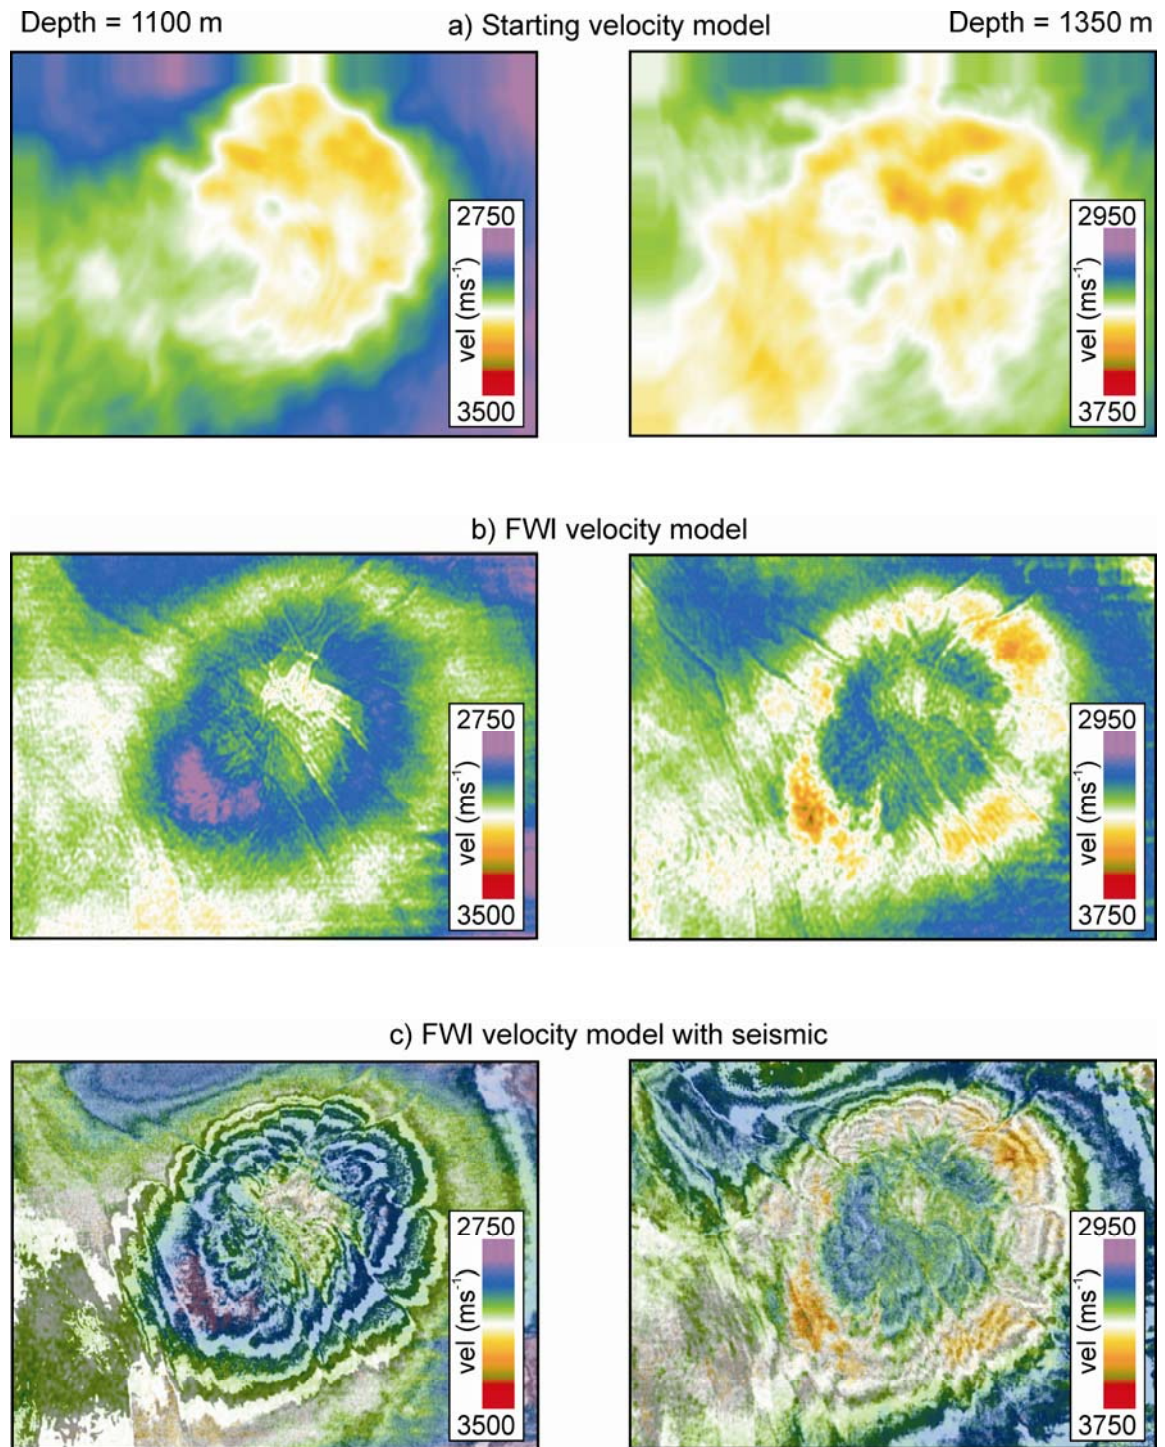 Depth = 1100 m
a) Starting velocity model
Depth = 1350 m
2750
vel (ms⁻¹)
3500
2950
vel (ms⁻¹)
3750
b) FWI velocity model
2750
vel (ms⁻¹)
3500
2950
vel (ms⁻¹)
3750
c) FWI velocity model with seismic
2750
vel (ms⁻¹)
3500
2950
vel (ms⁻¹)
3750